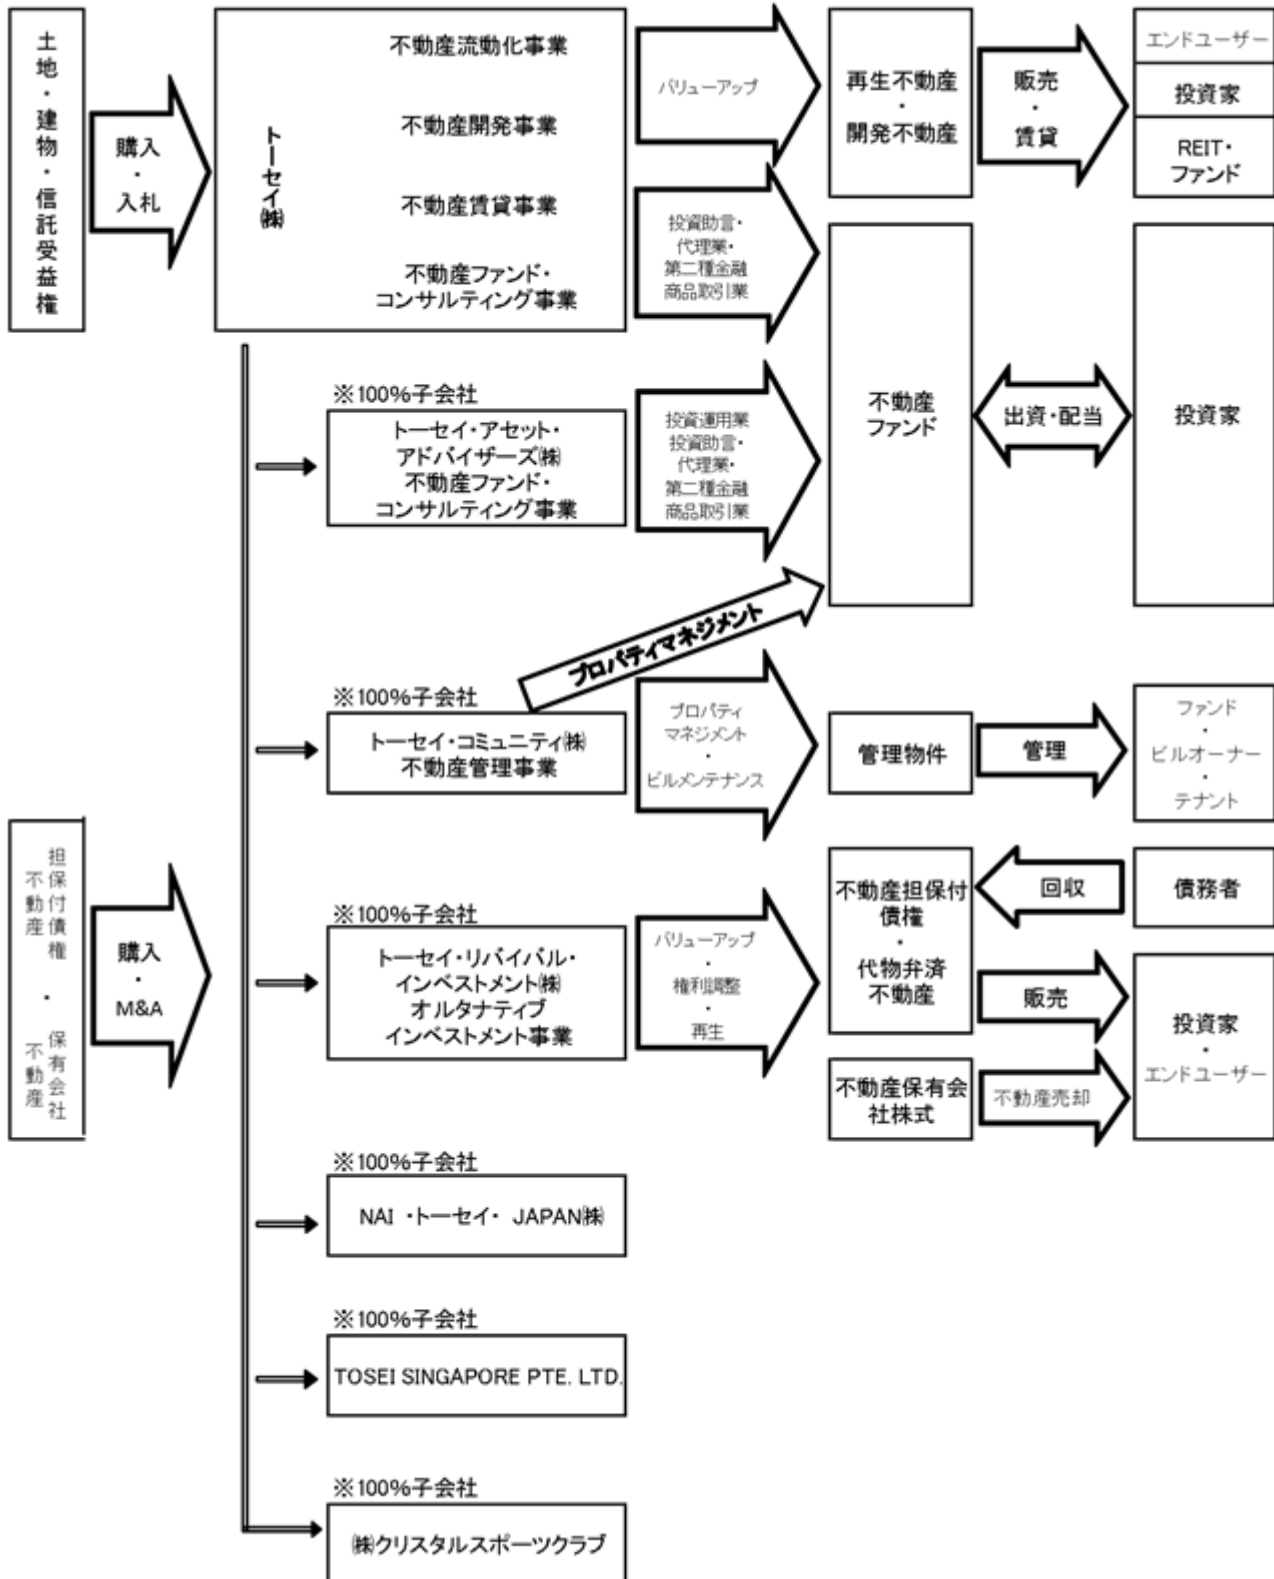 土地・建物・信託受益権
購入
・
入札
トーセイ㈱
不動産流動化事業
不動産開発事業
不動産賃貸事業
不動産ファンド・
コンサルティング事業
バリューアップ
再生不動産
・
開発不動産
販売
・
賃貸
エンドユーザー
投資家
REIT・
ファンド
投資助言・
代理業・
第二種金融
商品取引業
※100%子会社
トーセイ・アセット・
アドバイザーズ㈱
不動産ファンド・
コンサルティング事業
投資運用業
投資助言・
代理業・
第二種金融
商品取引業
不動産
ファンド
出資・配当
投資家
プロパティマネジメント
※100%子会社
トーセイ・コミュニティ㈱
不動産管理事業
プロパティ
マネジメント
・
ビルメンテナンス
管理物件
管理
ファンド
・
ビルオーナー
・
テナント
不動産
担保付債権
・
不動産
保有会社
購入
・
M&A
※100%子会社
トーセイ・リバイバル・
インベストメント㈱
オルタナティブ
インベストメント事業
バリューアップ
・
権利調整
・
再生
不動産担保付
債権
・
代物弁済
不動産
回収
債務者
販売
投資家
・
エンドユーザー
不動産保有会
社株式
不動産売却
※100%子会社
NAI ・トーセイ・ JAPAN㈱
※100%子会社
TOSEI SINGAPORE PTE. LTD.
※100%子会社
㈱クリスタルスポーツクラブ